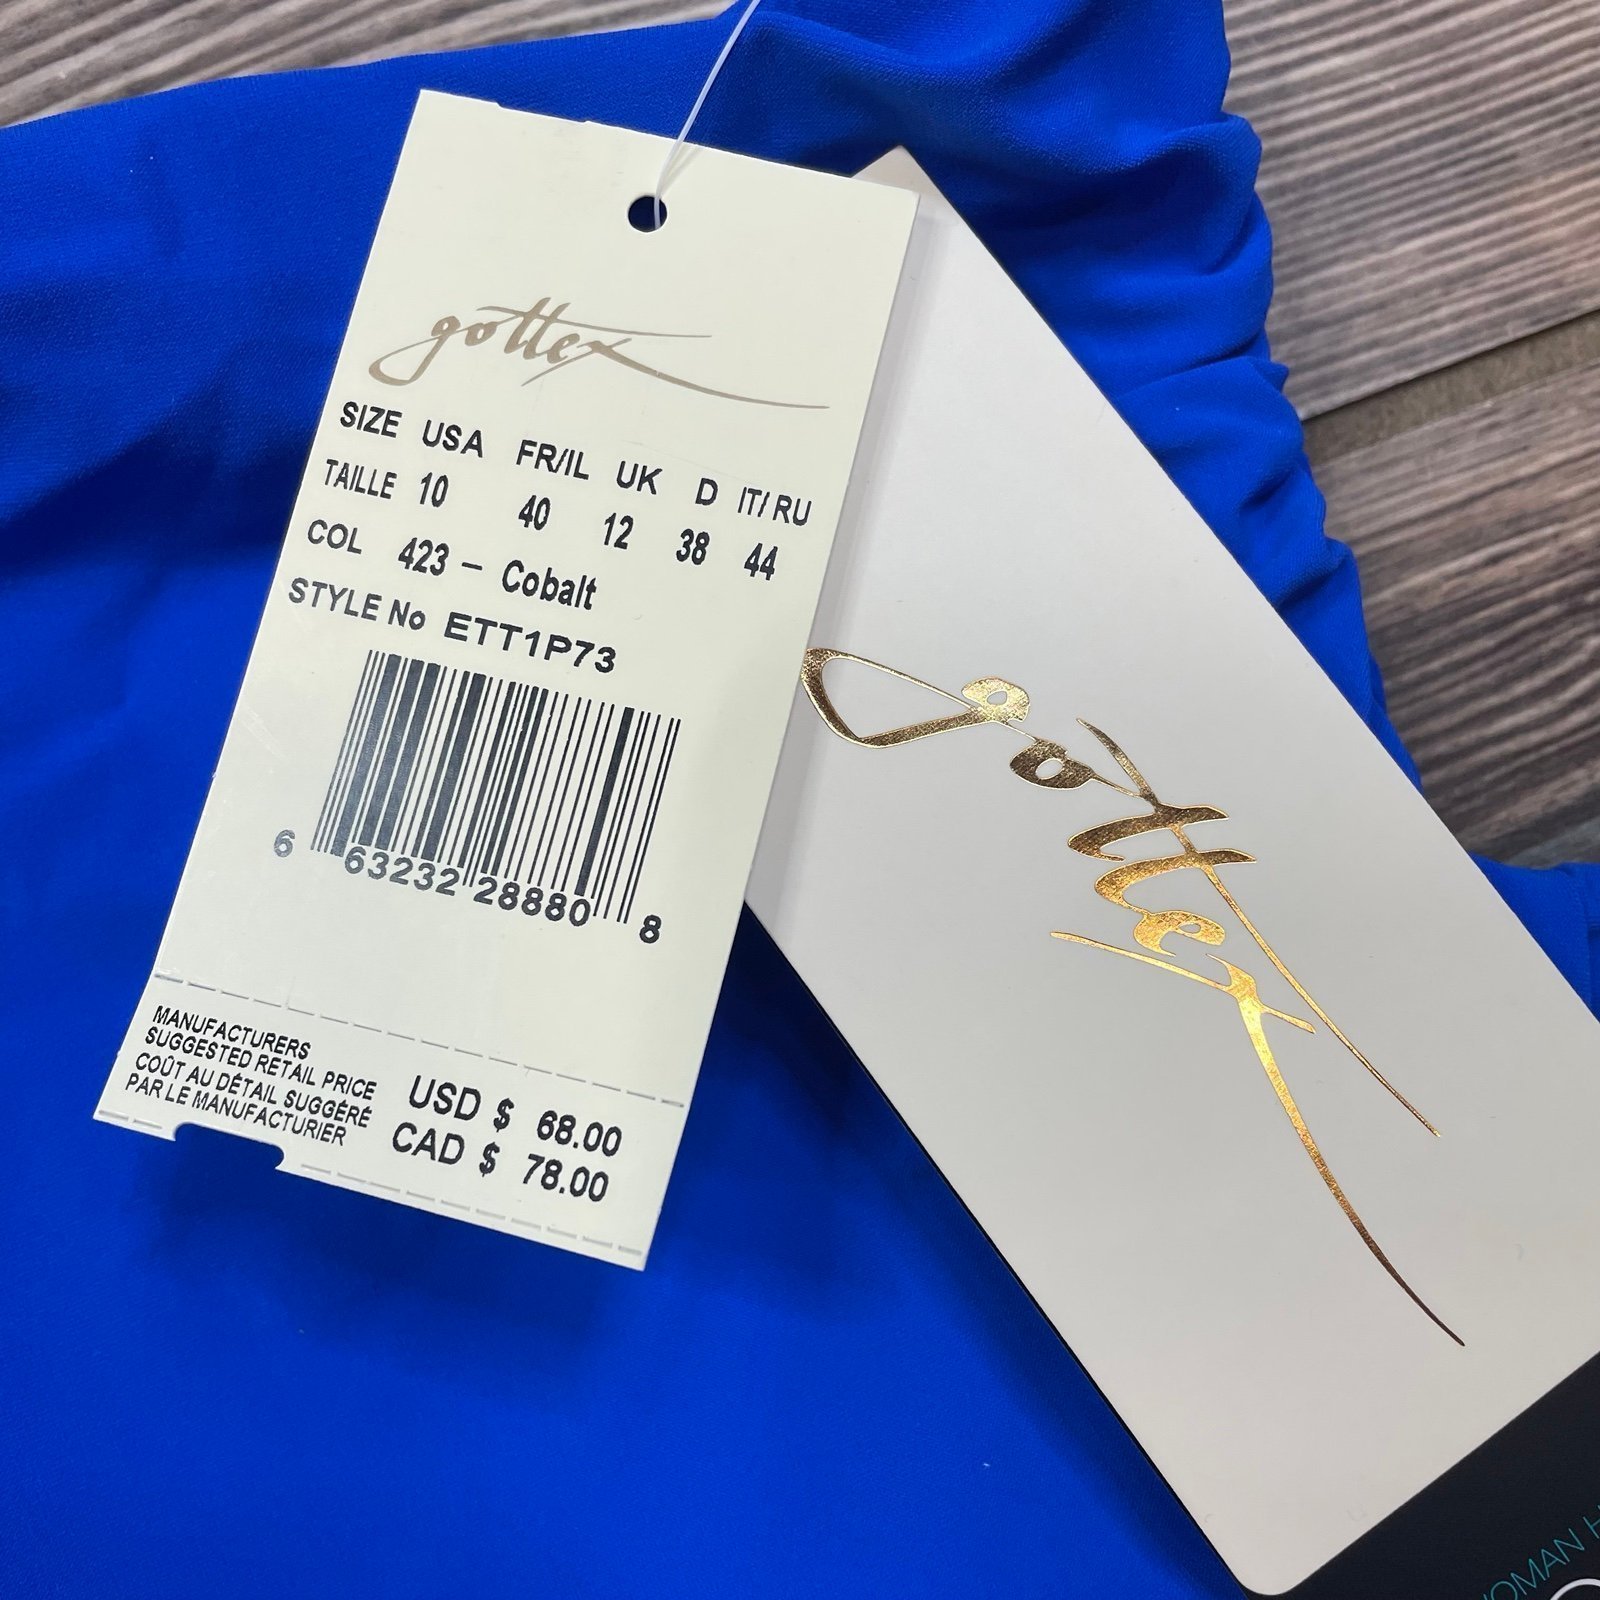 gottex
SIZE USA FR/IL UK D IT/RU
TAILLE 10 40 12 38 44
COL 423 – Cobalt
STYLE No ETT1P73
6 63232 28880 8
MANUFACTURERS
SUGGESTED RETAIL PRICE
COÛT AU DÉTAIL SUGGÉRÉ
PAR LE MANUFACTURIER
USD $ 68.00
CAD $ 78.00
gottex